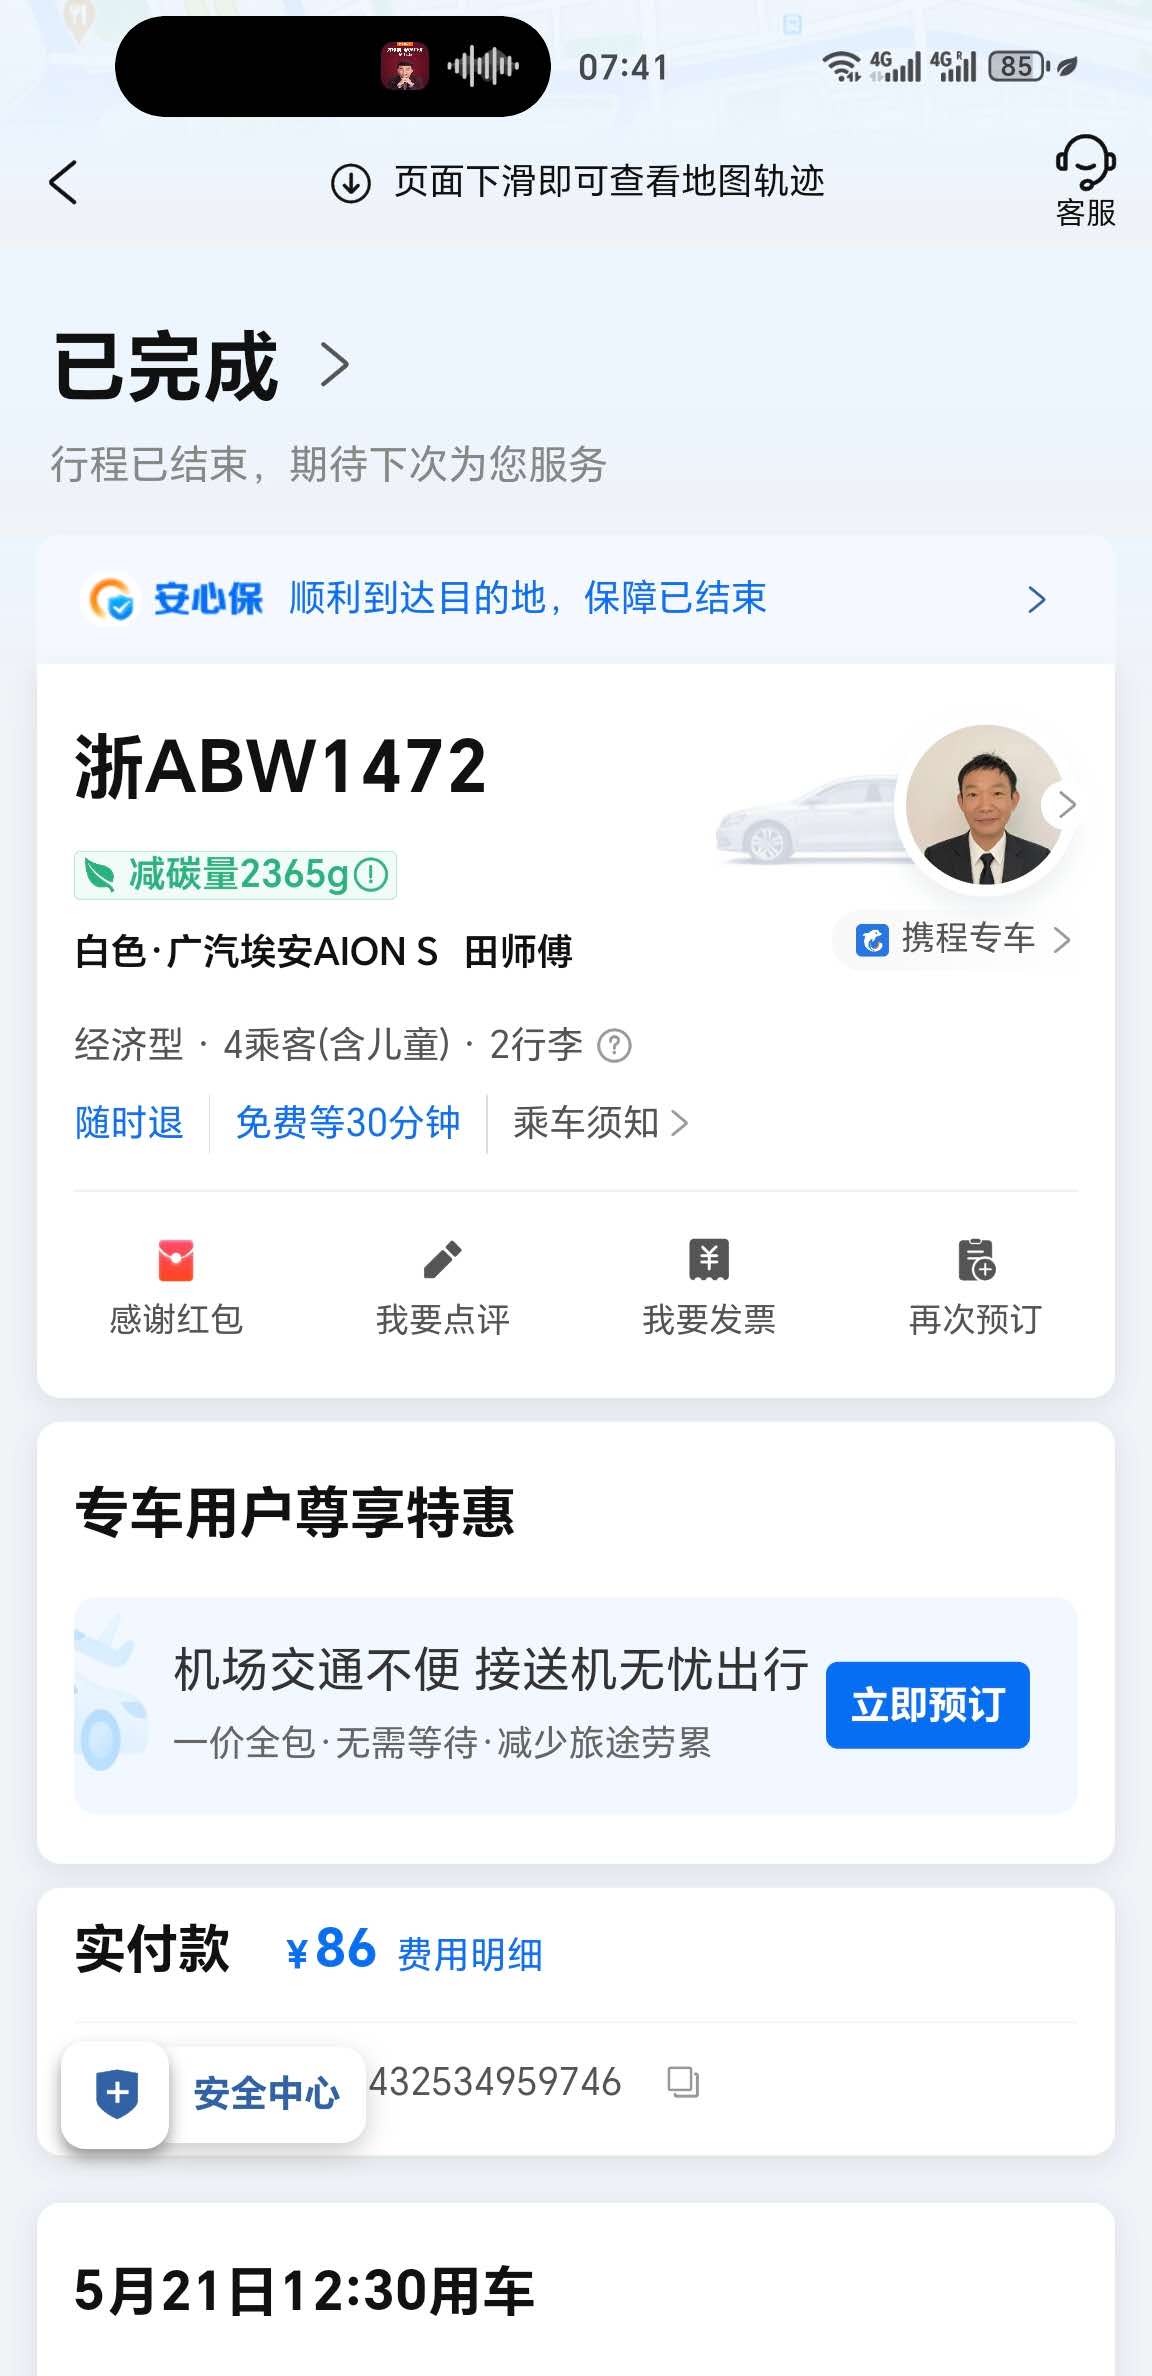 07:41
4G
4G R
85
页面下滑即可查看地图轨迹
客服
已完成
行程已结束，期待下次为您服务
安心保 顺利到达目的地，保障已结束
浙ABW1472
减碳量2365g
白色·广汽埃安AION S 田师傅
携程专车
经济型 · 4乘客(含儿童) · 2行李
随时退 免费等30分钟 乘车须知
感谢红包 我要点评 我要发票 再次预订
专车用户尊享特惠
机场交通不便 接送机无忧出行
一价全包·无需等待·减少旅途劳累
立即预订
实付款 ¥86 费用明细
安全中心 432534959746
5月21日12:30用车